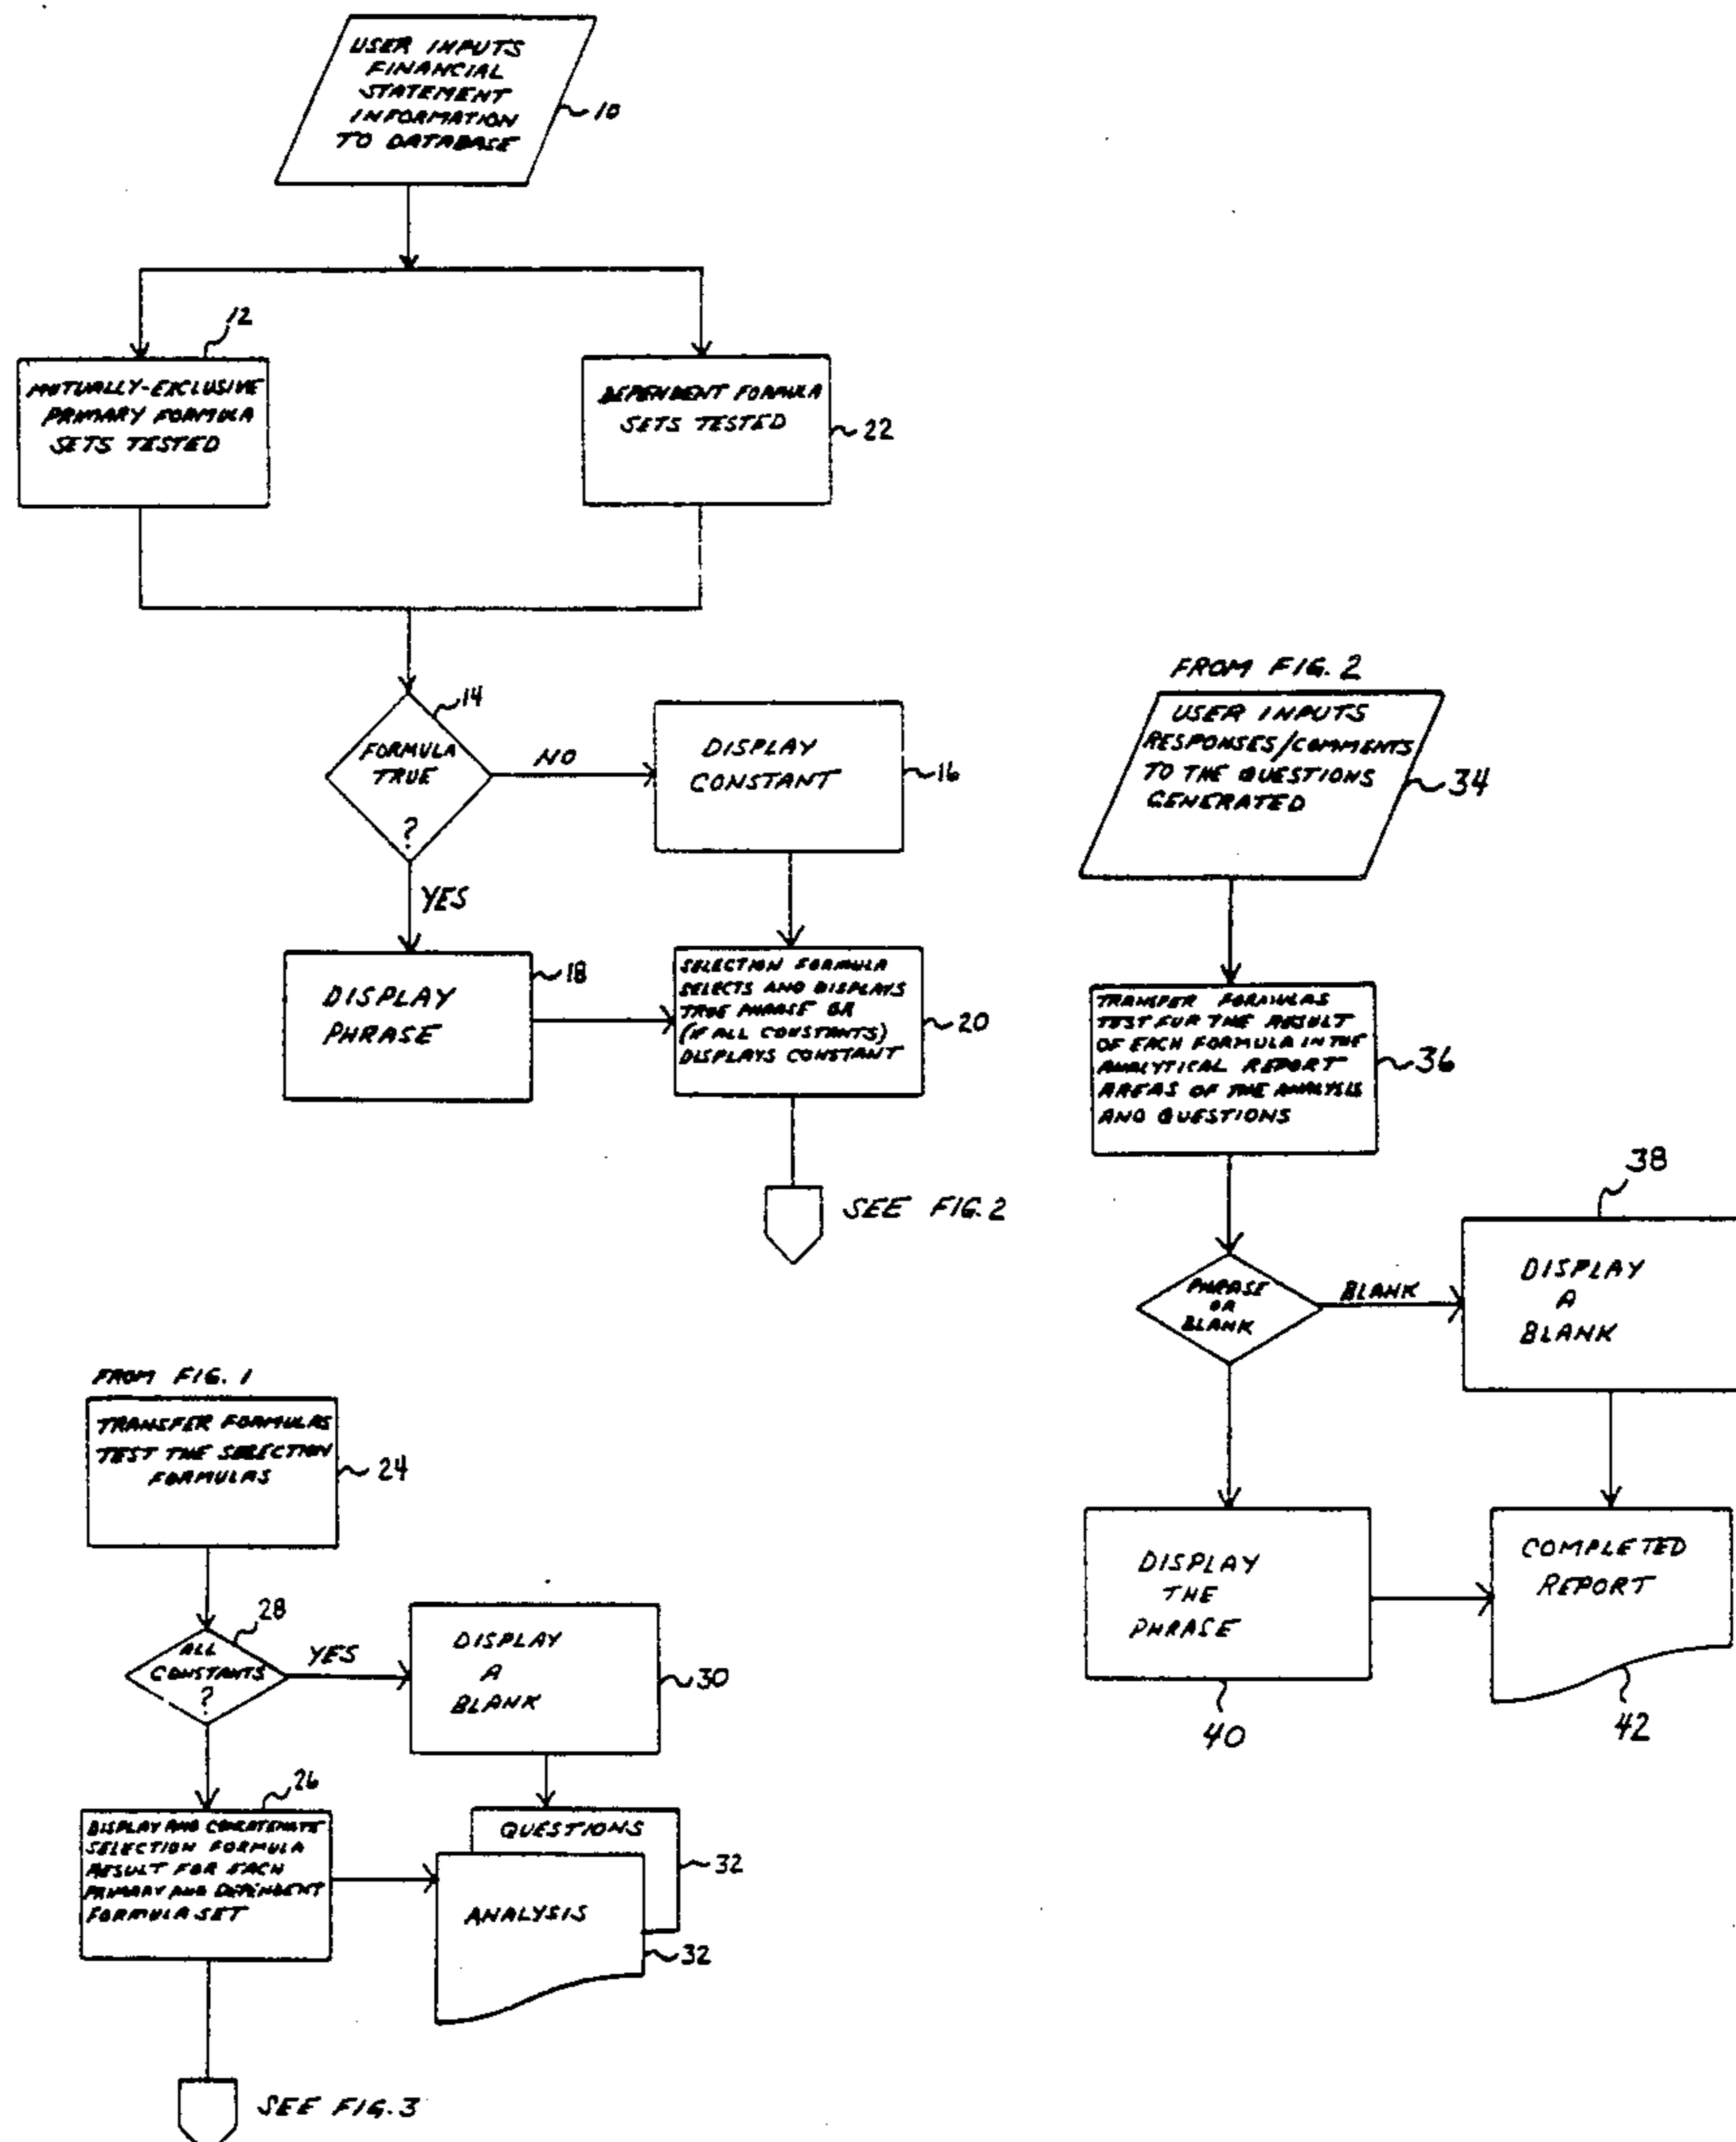 USER INPUTS
FINANCIAL
STATEMENT
INFORMATION
TO DATABASE
10
12
MUTUALLY-EXCLUSIVE
PRIMARY FORMULA
SETS TESTED
DEPENDENT FORMULA
SETS TESTED
22
14
FORMULA
TRUE
?
NO
DISPLAY
CONSTANT
16
YES
DISPLAY
PHRASE
18
SELECTION FORMULA
SELECTS AND DISPLAYS
TRUE PHRASE OR
(IF ALL CONSTANTS)
DISPLAYS CONSTANT
20
SEE FIG. 2
FROM FIG. 1
TRANSFER FORMULAS
TEST THE SELECTION
FORMULAS
24
28
ALL
CONSTANTS
?
YES
DISPLAY
A
BLANK
30
26
DISPLAY AND CONCATENATE
SELECTION FORMULA
RESULT FOR EACH
PRIMARY AND DEPENDENT
FORMULA SET
QUESTIONS
32
ANALYSIS
32
SEE FIG. 3
FROM FIG. 2
USER INPUTS
RESPONSES/COMMENTS
TO THE QUESTIONS
GENERATED
34
TRANSFER FORMULAS
TEST FOR THE RESULT
OF EACH FORMULA IN THE
ANALYTICAL REPORT
AREAS OF THE ANALYSIS
AND QUESTIONS
36
PHRASE
OR
BLANK
BLANK
38
DISPLAY
A
BLANK
DISPLAY
THE
PHRASE
40
COMPLETED
REPORT
42